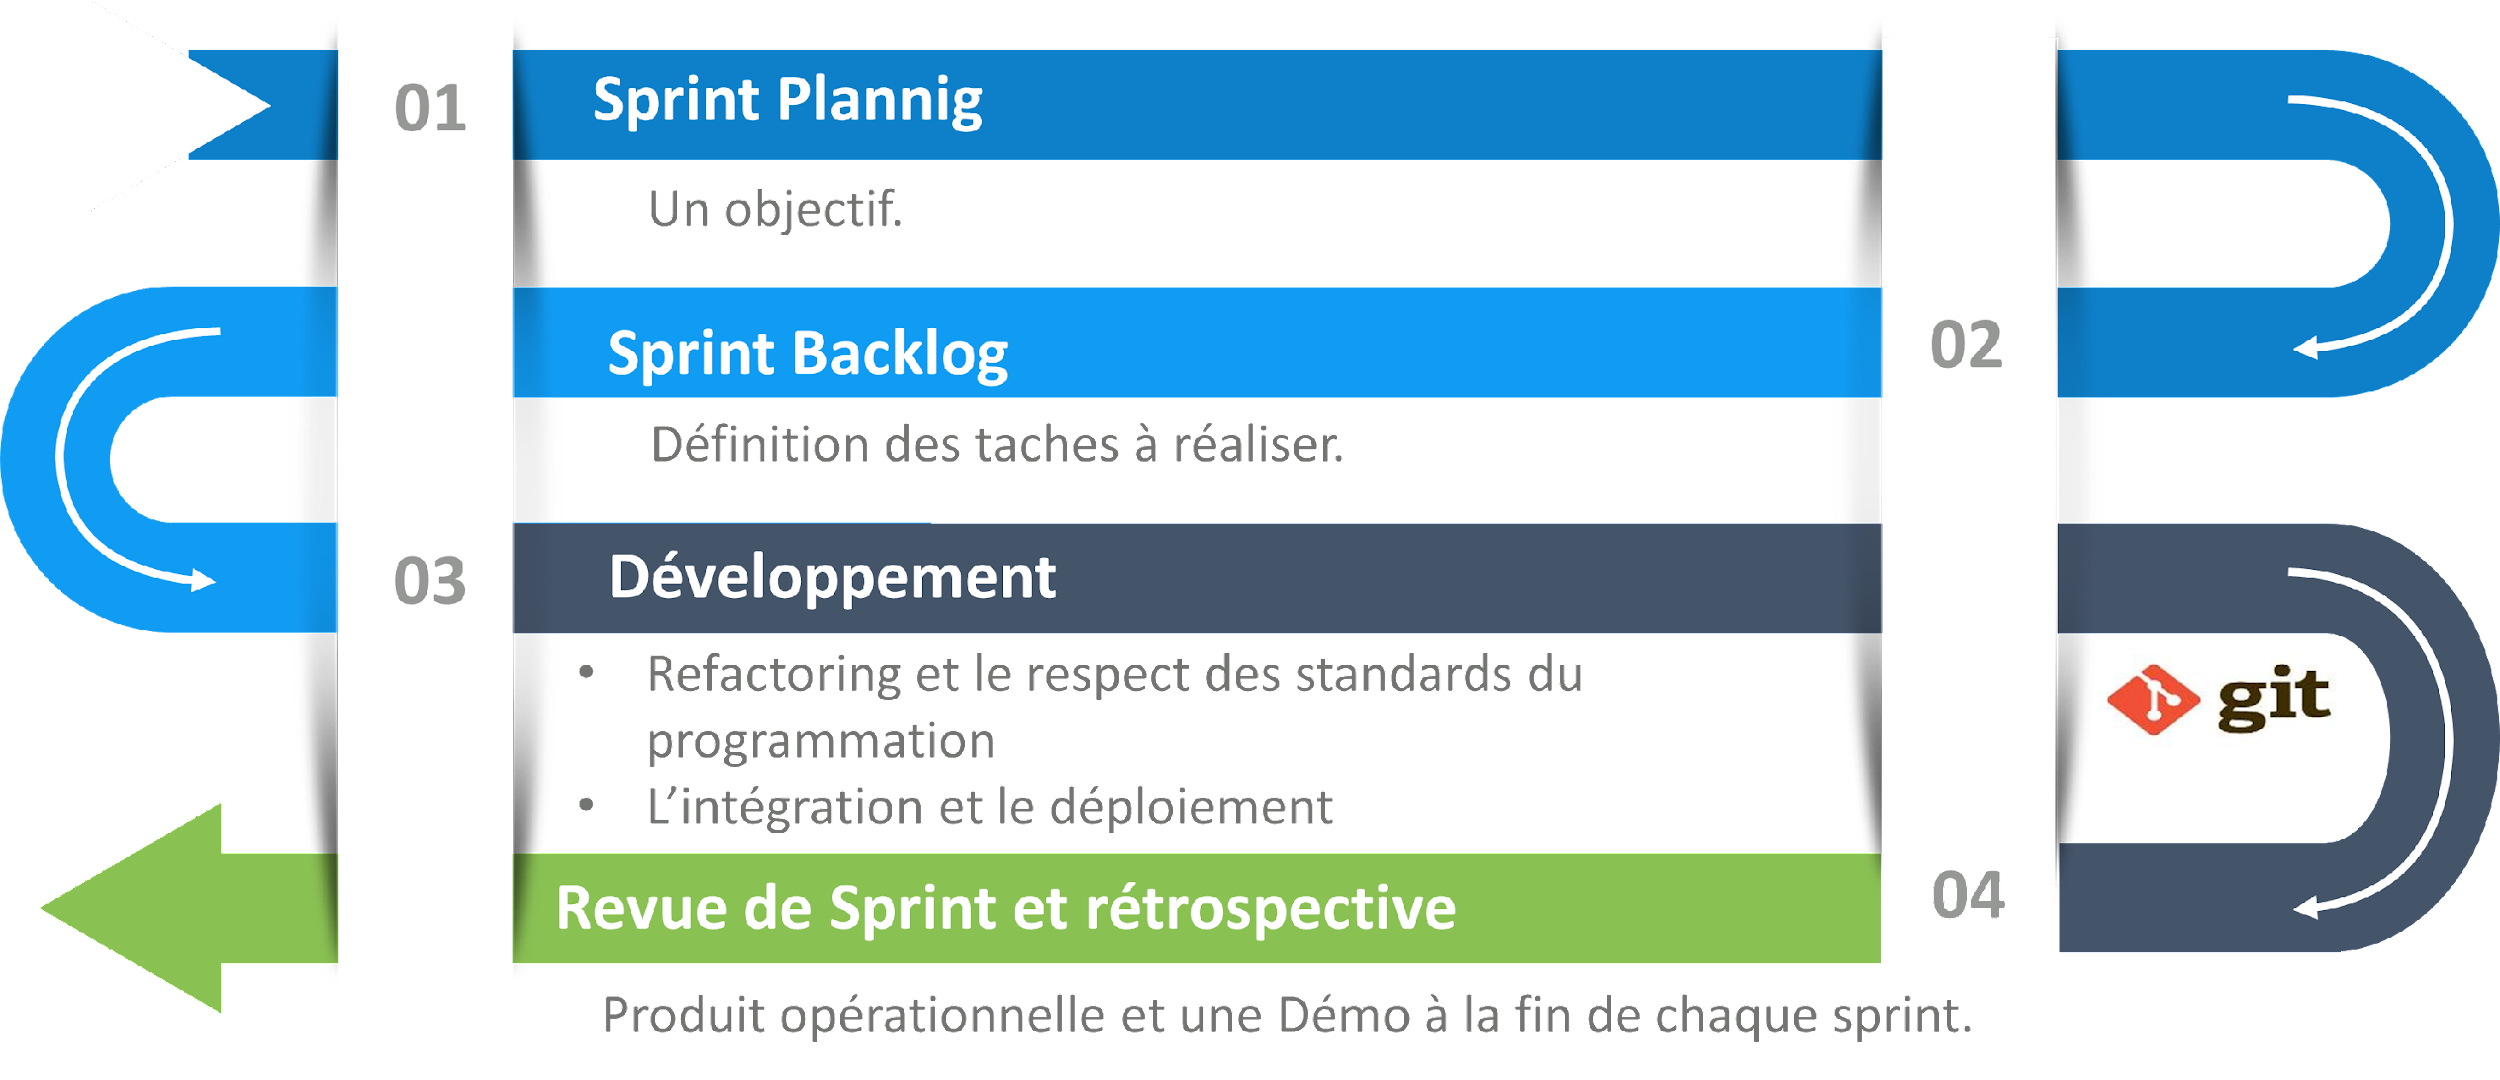 01
Sprint Plannig
Un objectif.
Sprint Backlog
02
Définition des taches à réaliser.
03
Développement
• Refactoring et le respect des standards du
programmation
git
• L’intégration et le déploiement
Revue de Sprint et rétrospective
04
Produit opérationnelle et une Démo à la fin de chaque sprint.